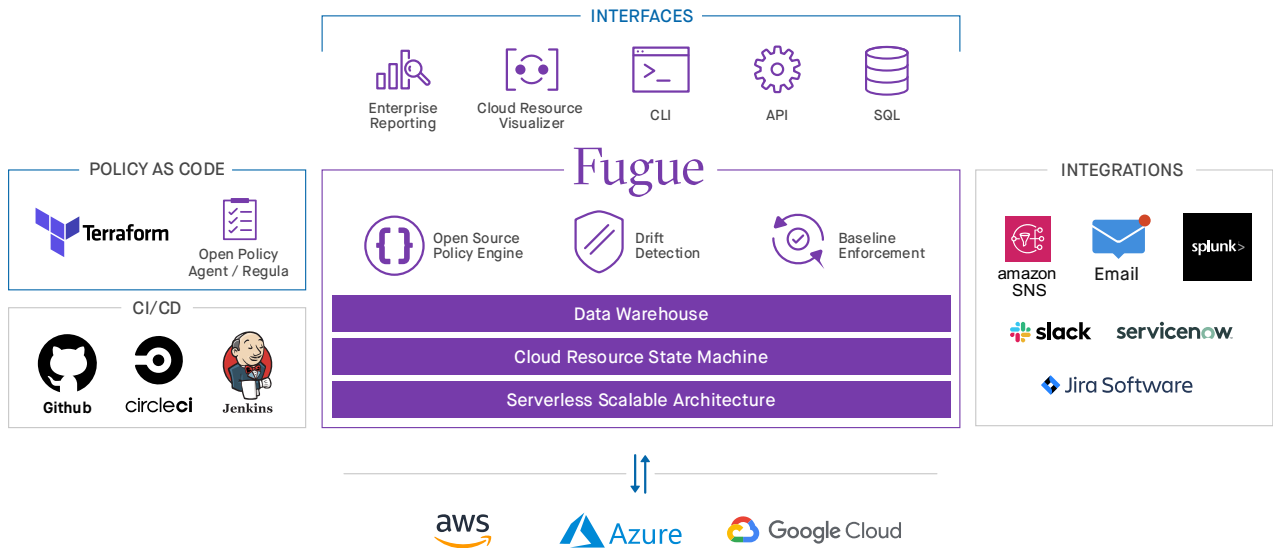 INTERFACES
Enterprise
Reporting
Cloud Resource
Visualizer
CLI
API
SQL
POLICY AS CODE
Terraform
Open Policy
Agent / Regula
CI/CD
Github
circleci
Jenkins
Fugue
Open Source
Policy Engine
Drift
Detection
Baseline
Enforcement
Data Warehouse
Cloud Resource State Machine
Serverless Scalable Architecture
INTEGRATIONS
amazon
SNS
Email
splunk>
slack
servicenow
Jira Software
aws
Azure
Google Cloud